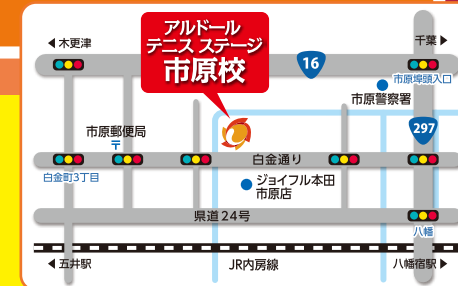 アルドール
テニス ステージ
市原校
◀木更津
千葉▶
16
市原埠頭入口
市原警察署
市原郵便局
〒
297
白金通り
白金町3丁目
ジョイフル本田
市原店
県道24号
八幡
◀五井駅
JR内房線
八幡宿駅▶